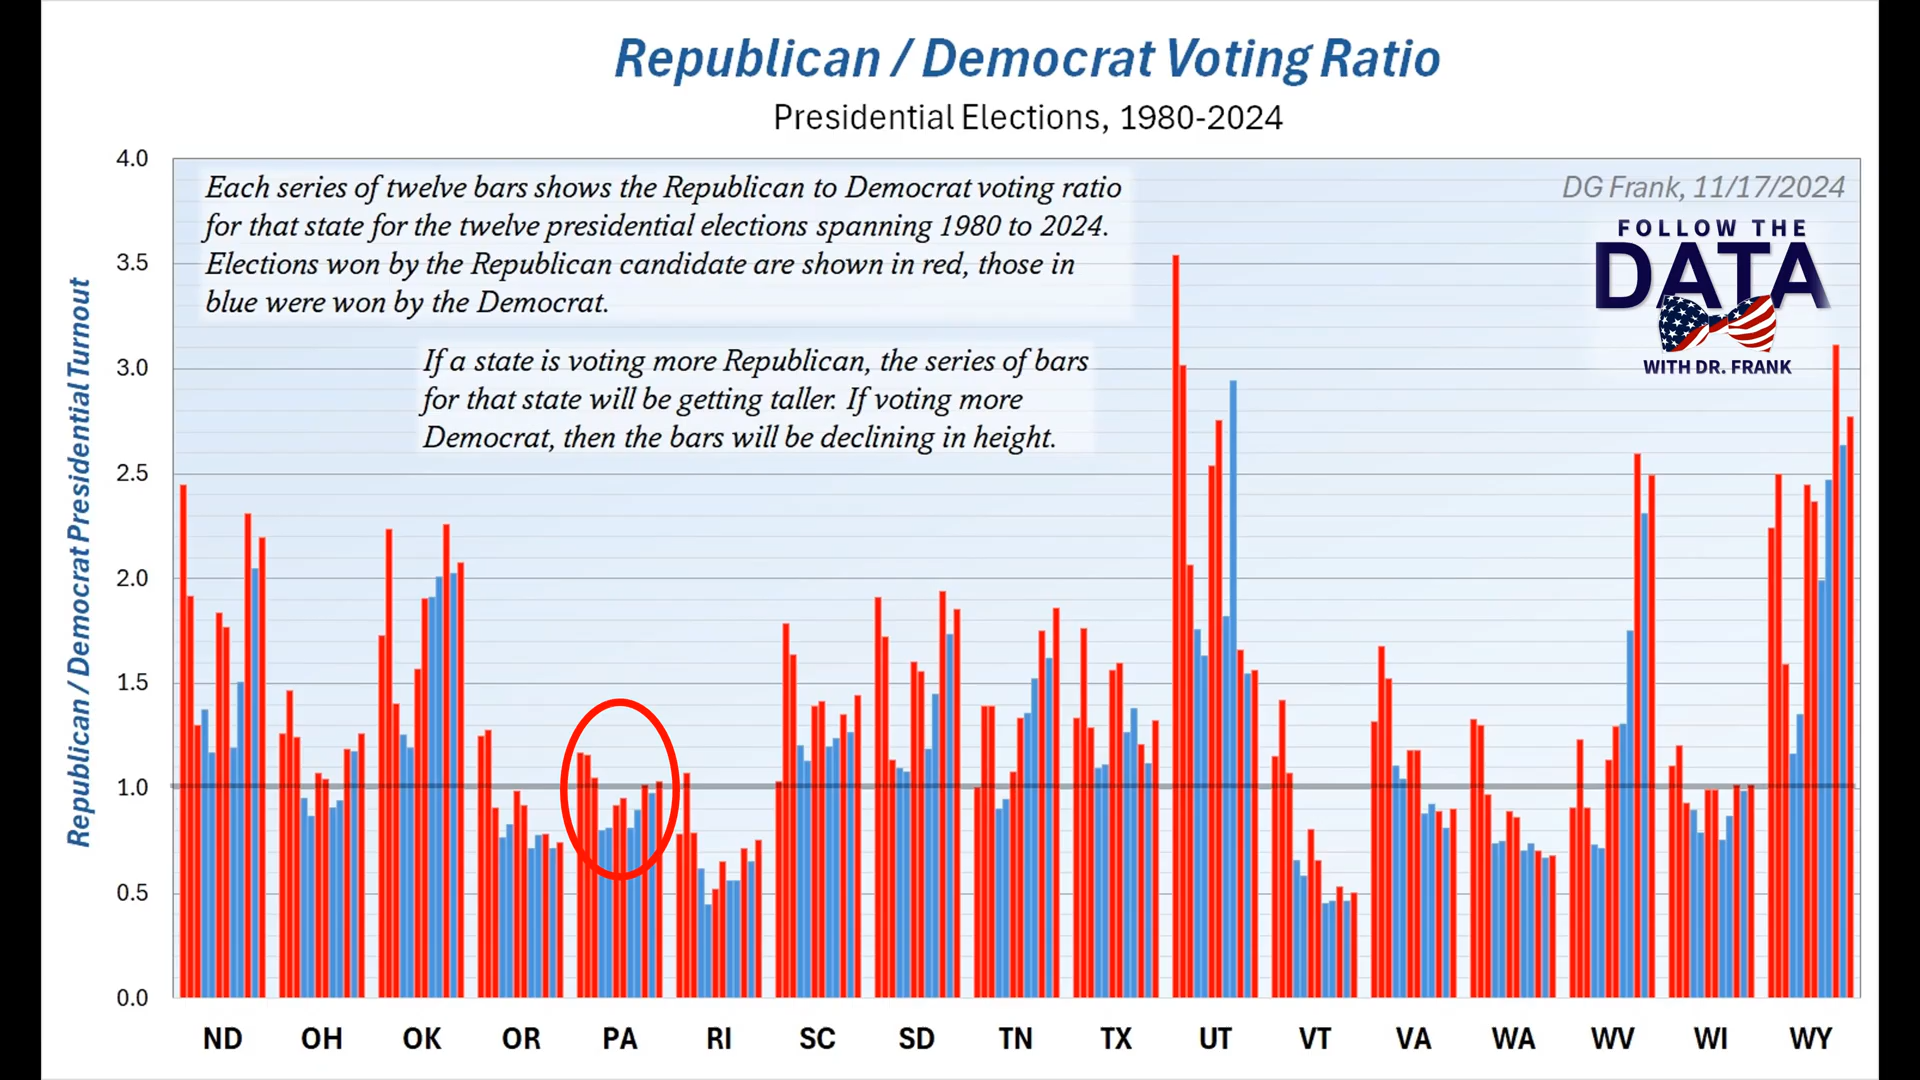 Republican / Democrat Voting Ratio
Presidential Elections, 1980-2024
Republican / Democrat Presidential Turnout
4.0
3.5
3.0
2.5
2.0
1.5
1.0
0.5
0.0
Each series of twelve bars shows the Republican to Democrat voting ratio
for that state for the twelve presidential elections spanning 1980 to 2024.
Elections won by the Republican candidate are shown in red, those in
blue were won by the Democrat.
If a state is voting more Republican, the series of bars
for that state will be getting taller. If voting more
Democrat, then the bars will be declining in height.
DG Frank, 11/17/2024
FOLLOW THE
DATA
WITH DR. FRANK
ND OH OK OR PA RI SC SD TN TX UT VT VA WA WV WI WY